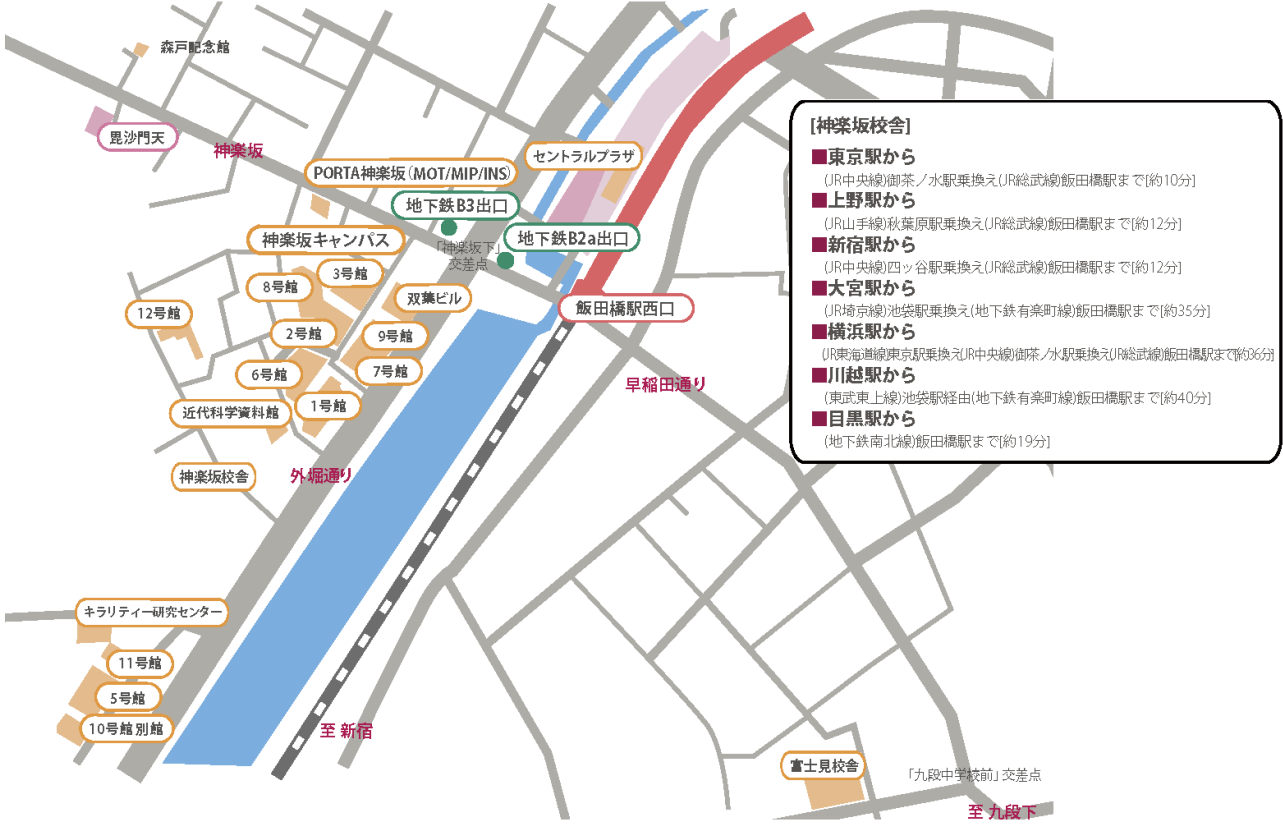 森戸記念館
毘沙門天
神楽坂
PORTA神楽坂(MOT/MIP/INS)
セントラルプラザ
地下鉄B3出口
地下鉄B2a出口
「神楽坂下」
交差点
神楽坂キャンパス
3号館
8号館
双葉ビル
飯田橋駅西口
12号館
2号館
9号館
6号館
7号館
早稲田通り
1号館
近代科学資料館
神楽坂校舎
外堀通り
キラリティー研究センター
11号館
5号館
10号館別館
至 新宿
富士見校舎
「九段中学校前」交差点
至 九段下
[神楽坂校舎]
■東京駅から
(JR中央線)御茶ノ水駅乗換え(JR総武線)飯田橋駅まで[約10分]
■上野駅から
(JR山手線)秋葉原駅乗換え(JR総武線)飯田橋駅まで[約12分]
■新宿駅から
(JR中央線)四ッ谷駅乗換え(JR総武線)飯田橋駅まで[約12分]
■大宮駅から
(JR埼京線)池袋駅乗換え(地下鉄有楽町線)飯田橋駅まで[約35分]
■横浜駅から
(JR東海道線)東京駅乗換え(JR中央線)御茶ノ水駅乗換え(JR総武線)飯田橋駅まで[約36分]
■川越駅から
(東武東上線)池袋駅経由(地下鉄有楽町線)飯田橋駅まで[約40分]
■目黒駅から
(地下鉄南北線)飯田橋駅まで[約19分]